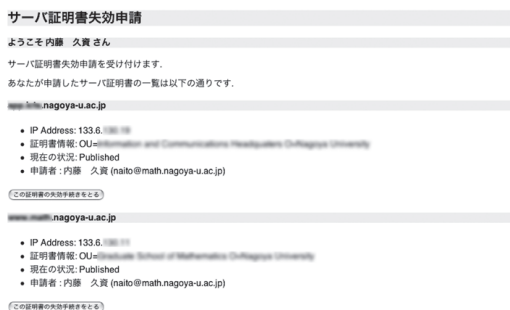 サーバ証明書失効申請
ようこそ 内藤 久資 さん
サーバ証明書失効申請を受け付けます.
あなたが申請したサーバ証明書の一覧は以下の通りです.
.nagoya-u.ac.jp
IP Address: 133.6.
証明書情報: OU=
現在の状況: Published
申請者 : 内藤 久資 (naito@math.nagoya-u.ac.jp)
この証明書の失効手続きをとる
.nagoya-u.ac.jp
IP Address: 133.6.
証明書情報: OU=
現在の状況: Published
申請者 : 内藤 久資 (naito@math.nagoya-u.ac.jp)
この証明書の失効手続きをとる